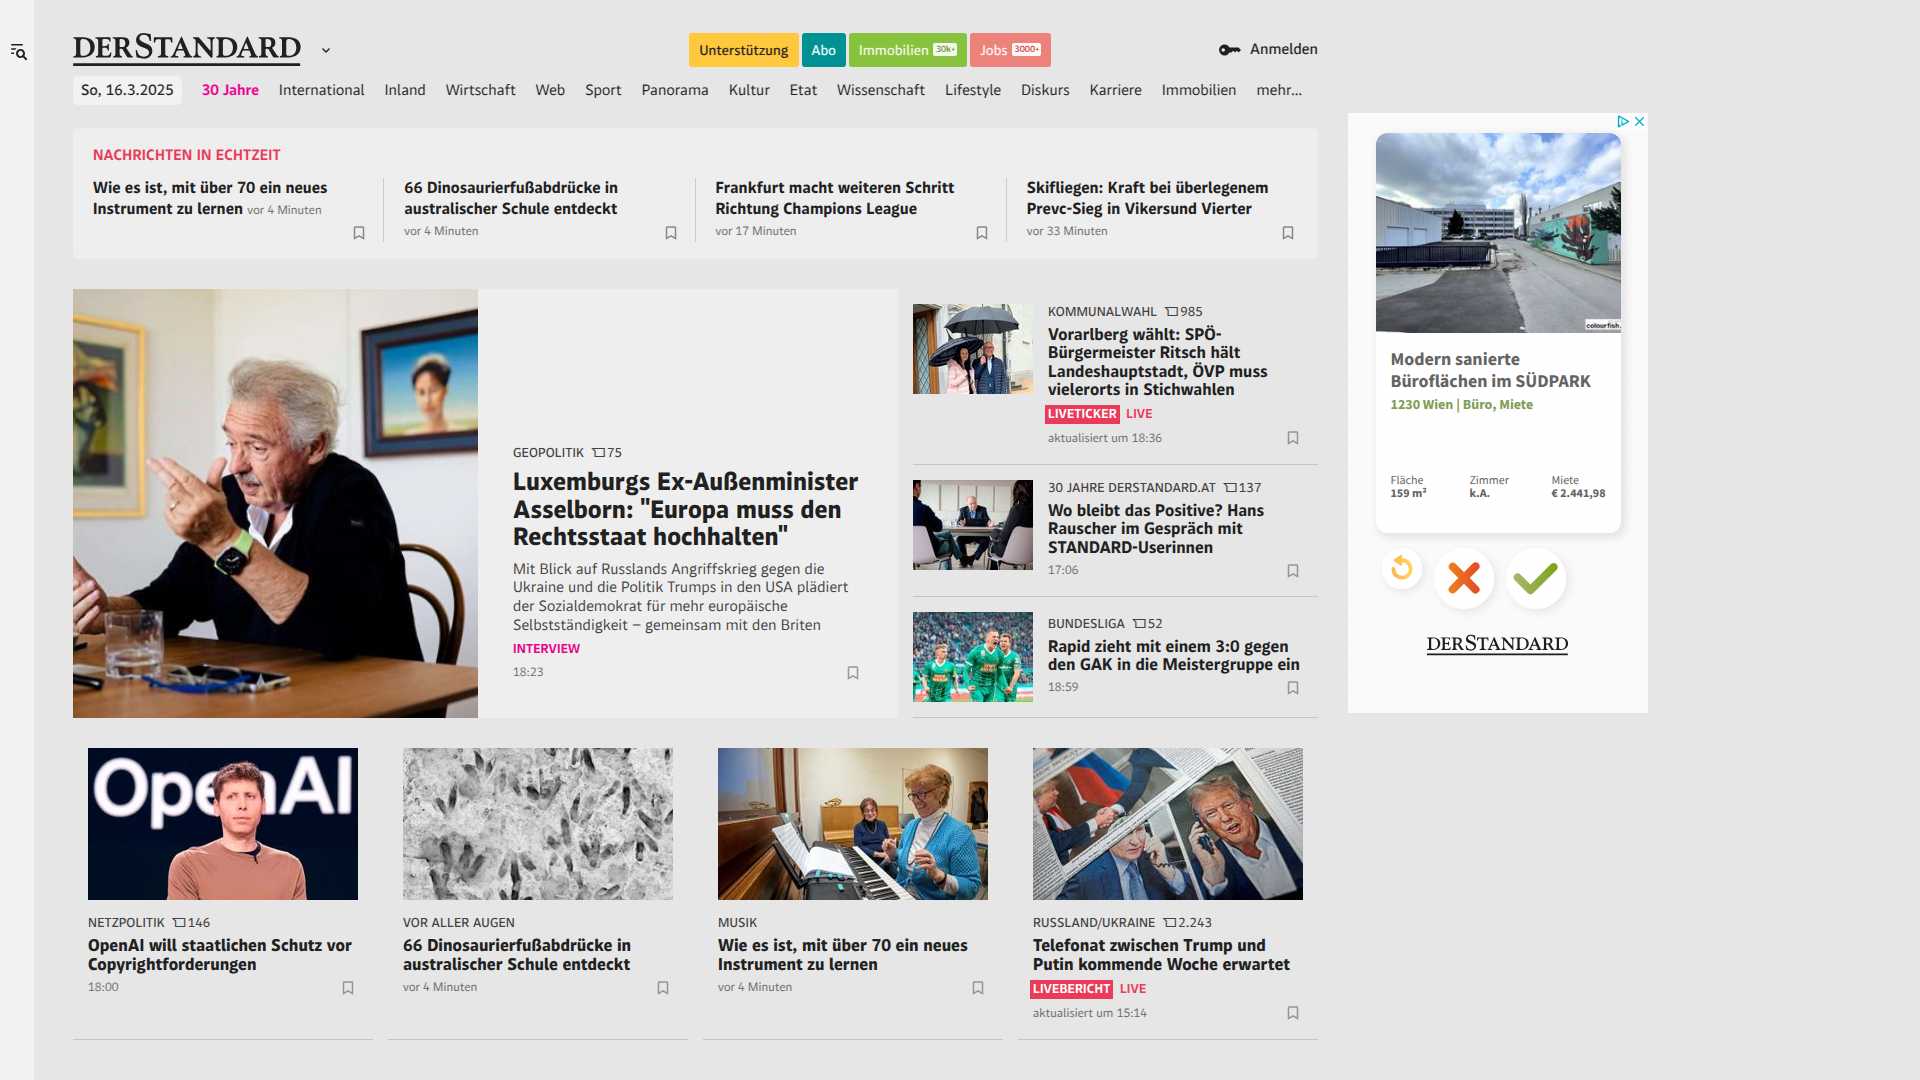 DERSTANDARD
Unterstützung
Abo
Immobilien 30k+
Jobs 3000+
Anmelden
So, 16.3.2025
30 Jahre
International
Inland
Wirtschaft
Web
Sport
Panorama
Kultur
Etat
Wissenschaft
Lifestyle
Diskurs
Karriere
Immobilien
mehr...
NACHRICHTEN IN ECHTZEIT
Wie es ist, mit über 70 ein neues
Instrument zu lernen vor 4 Minuten
66 Dinosaurierfußabdrücke in
australischer Schule entdeckt
vor 4 Minuten
Frankfurt macht weiteren Schritt
Richtung Champions League
vor 17 Minuten
Skifliegen: Kraft bei überlegenem
Prevc-Sieg in Vikersund Vierter
vor 33 Minuten
GEOPOLITIK 75
Luxemburgs Ex-Außenminister
Asselborn: "Europa muss den
Rechtsstaat hochhalten"
Mit Blick auf Russlands Angriffskrieg gegen die
Ukraine und die Politik Trumps in den USA plädiert
der Sozialdemokrat für mehr europäische
Selbstständigkeit – gemeinsam mit den Briten
INTERVIEW
18:23
KOMMUNALWAHL 985
Vorarlberg wählt: SPÖ-
Bürgermeister Ritsch hält
Landeshauptstadt, ÖVP muss
vielerorts in Stichwahlen
LIVETICKER LIVE
aktualisiert um 18:36
30 JAHRE DERSTANDARD.AT 137
Wo bleibt das Positive? Hans
Rauscher im Gespräch mit
STANDARD-Userinnen
17:06
BUNDESLIGA 52
Rapid zieht mit einem 3:0 gegen
den GAK in die Meistergruppe ein
18:59
OpenAI
NETZPOLITIK 146
OpenAI will staatlichen Schutz vor
Copyrightforderungen
18:00
VOR ALLER AUGEN
66 Dinosaurierfußabdrücke in
australischer Schule entdeckt
vor 4 Minuten
MUSIK
Wie es ist, mit über 70 ein neues
Instrument zu lernen
vor 4 Minuten
RUSSLAND/UKRAINE 2.243
Telefonat zwischen Trump und
Putin kommende Woche erwartet
LIVEBERICHT LIVE
aktualisiert um 15:14
colourfish.
Modern sanierte
Büroflächen im SÜDPARK
1230 Wien | Büro, Miete
Fläche
159 m²
Zimmer
k.A.
Miete
€ 2.441,98
DERSTANDARD